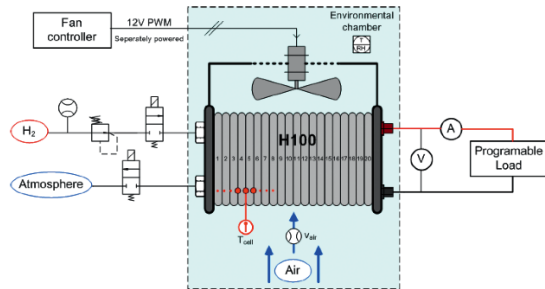 Fan
controller
12V PWM
Seperately powered
Environmental
chamber
T
RH
H2
Atmosphere
H100
1 2 3 4 5 6 7 8 9 10 11 12 13 14 15 16 17 18 19 20
A
V
Programable
Load
Tcell
vair
Air